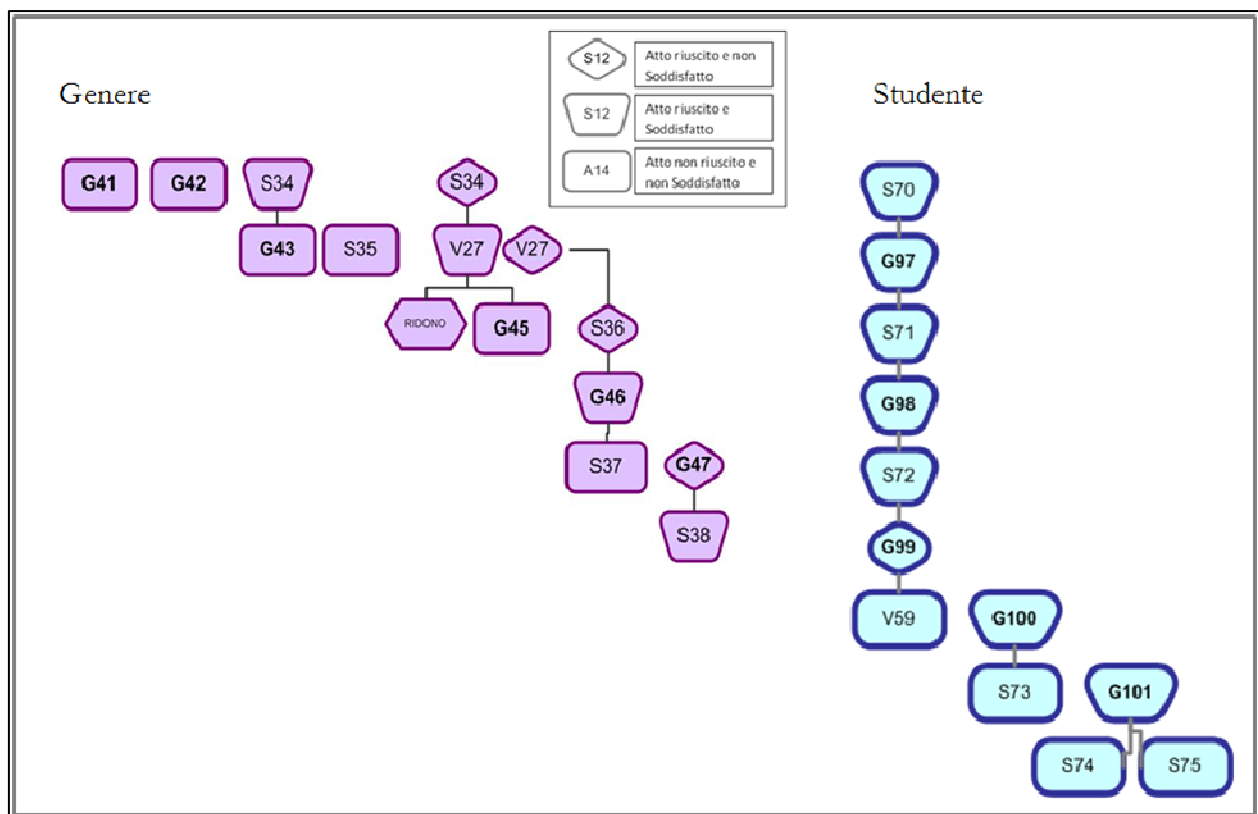 S12
Atto riuscito e non
Soddisfatto
Genere
Studente
S12
Atto riuscito e
Soddisfatto
A14
Atto non riuscito e
non Soddisfatto
G41 G42 S34 S34 S70
G43 S35 V27 V27 G97
RIDONO G45 S36 S71
G46 G98
S37 G47 S72
S38 G99
V59 G100
S73 G101
S74 S75